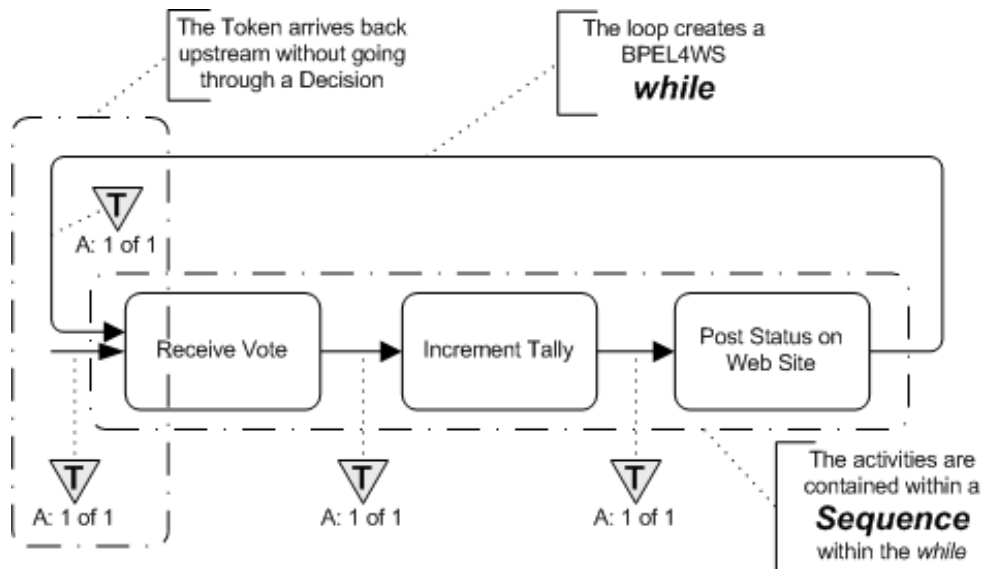 The Token arrives back
upstream without going
through a Decision
The loop creates a
BPEL4WS
while
T
A: 1 of 1
Receive Vote
Increment Tally
Post Status on
Web Site
T
A: 1 of 1
T
A: 1 of 1
T
A: 1 of 1
The activities are
contained within a
Sequence
within the while